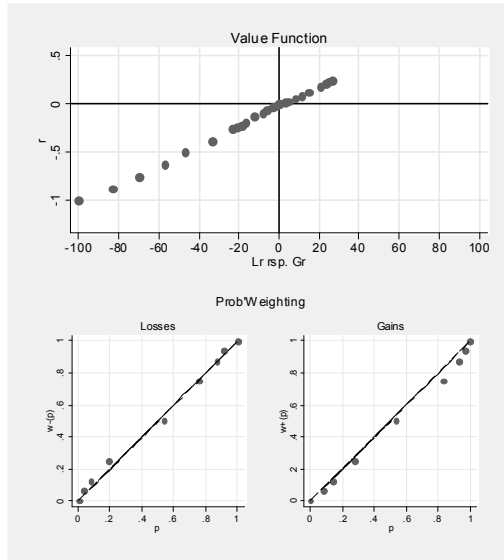 Value Function
.5
0
-.5
-1
r
-100 -80 -60 -40 -20 0 20 40 60 80 100
Lr rsp. Gr
Prob'Weighting
Losses
Gains
1
.8
.6
.4
.2
0
w-(p)
0 .2 .4 .6 .8 1
p
1
.8
.6
.4
.2
0
w+(p)
0 .2 .4 .6 .8 1
p